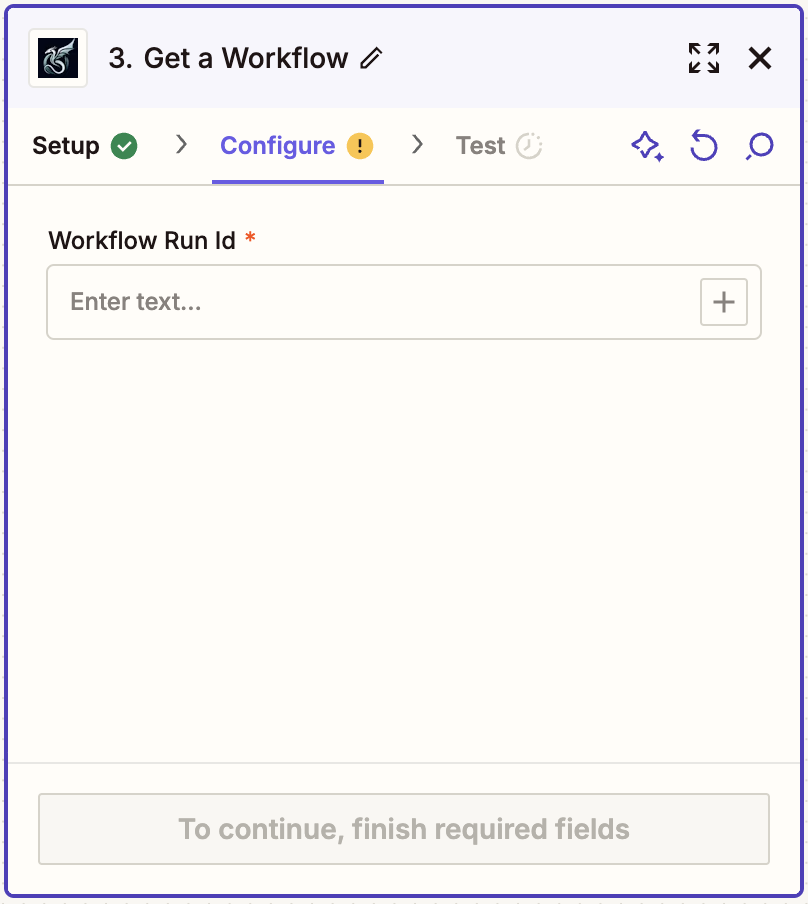 3. Get a Workflow
Setup Configure ! Test
Workflow Run Id *
Enter text...
To continue, finish required fields